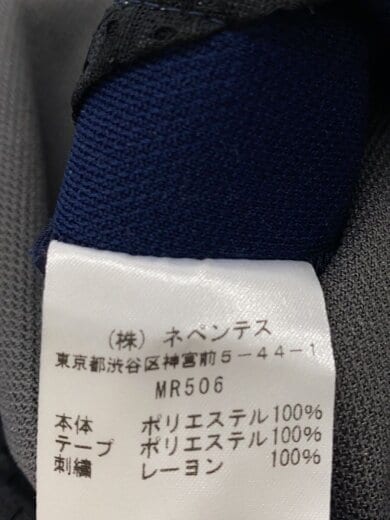 (株) ネペンテス
東京都渋谷区神宮前5-44-1
MR506
本体 ポリエステル100%
テープ ポリエステル100%
刺繍 レーヨン 100%